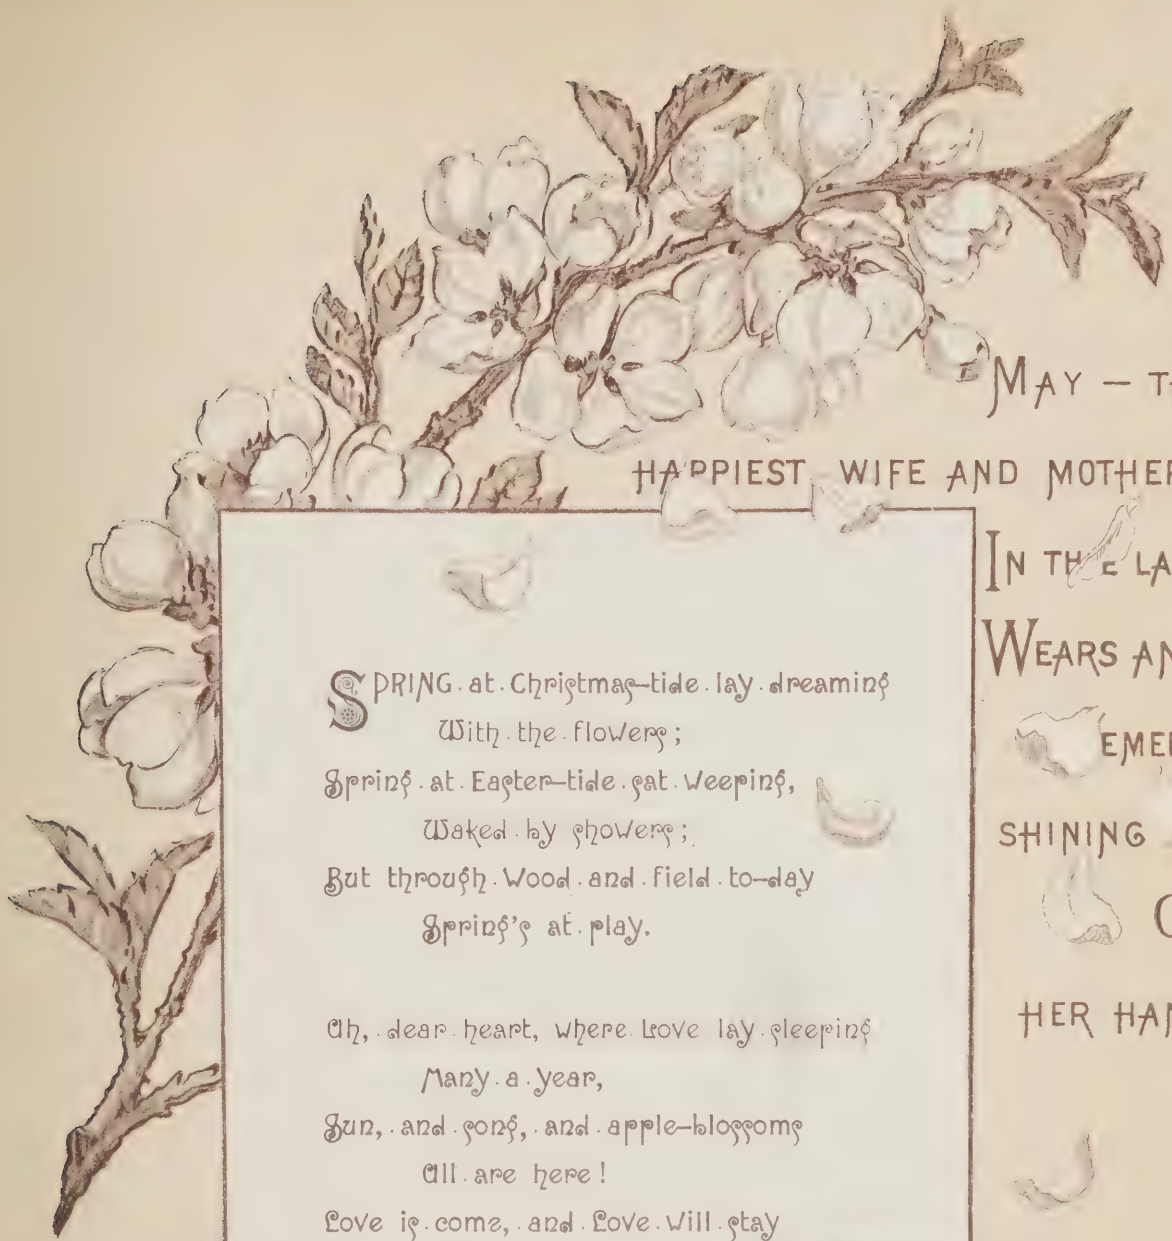 MAY —
HAPPIEST WIFE AND MOTHER
IN THE
WEARS

SHINING

HER

SPRING at Christmas-tide lay dreaming
With the flowers;
Spring at Easter-tide sat weeping,
Waked by showers;
But through wood and field to-day
Spring's at play.

Ah, dear heart, where Love lay sleeping
Many a year,
Sun, and song, and apple-blossoms
All are here!
Love is come, and Love will stay